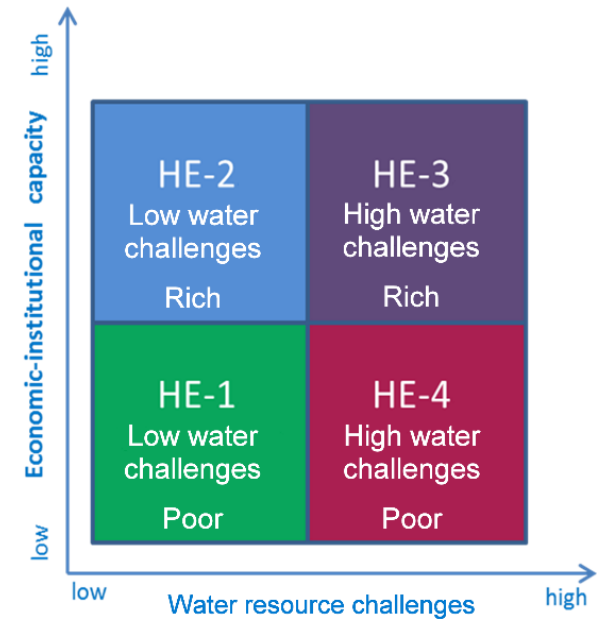 high
Economic-institutional capacity
low
HE-2
Low water
challenges
Rich
HE-3
High water
challenges
Rich
HE-1
Low water
challenges
Poor
HE-4
High water
challenges
Poor
low
Water resource challenges
high